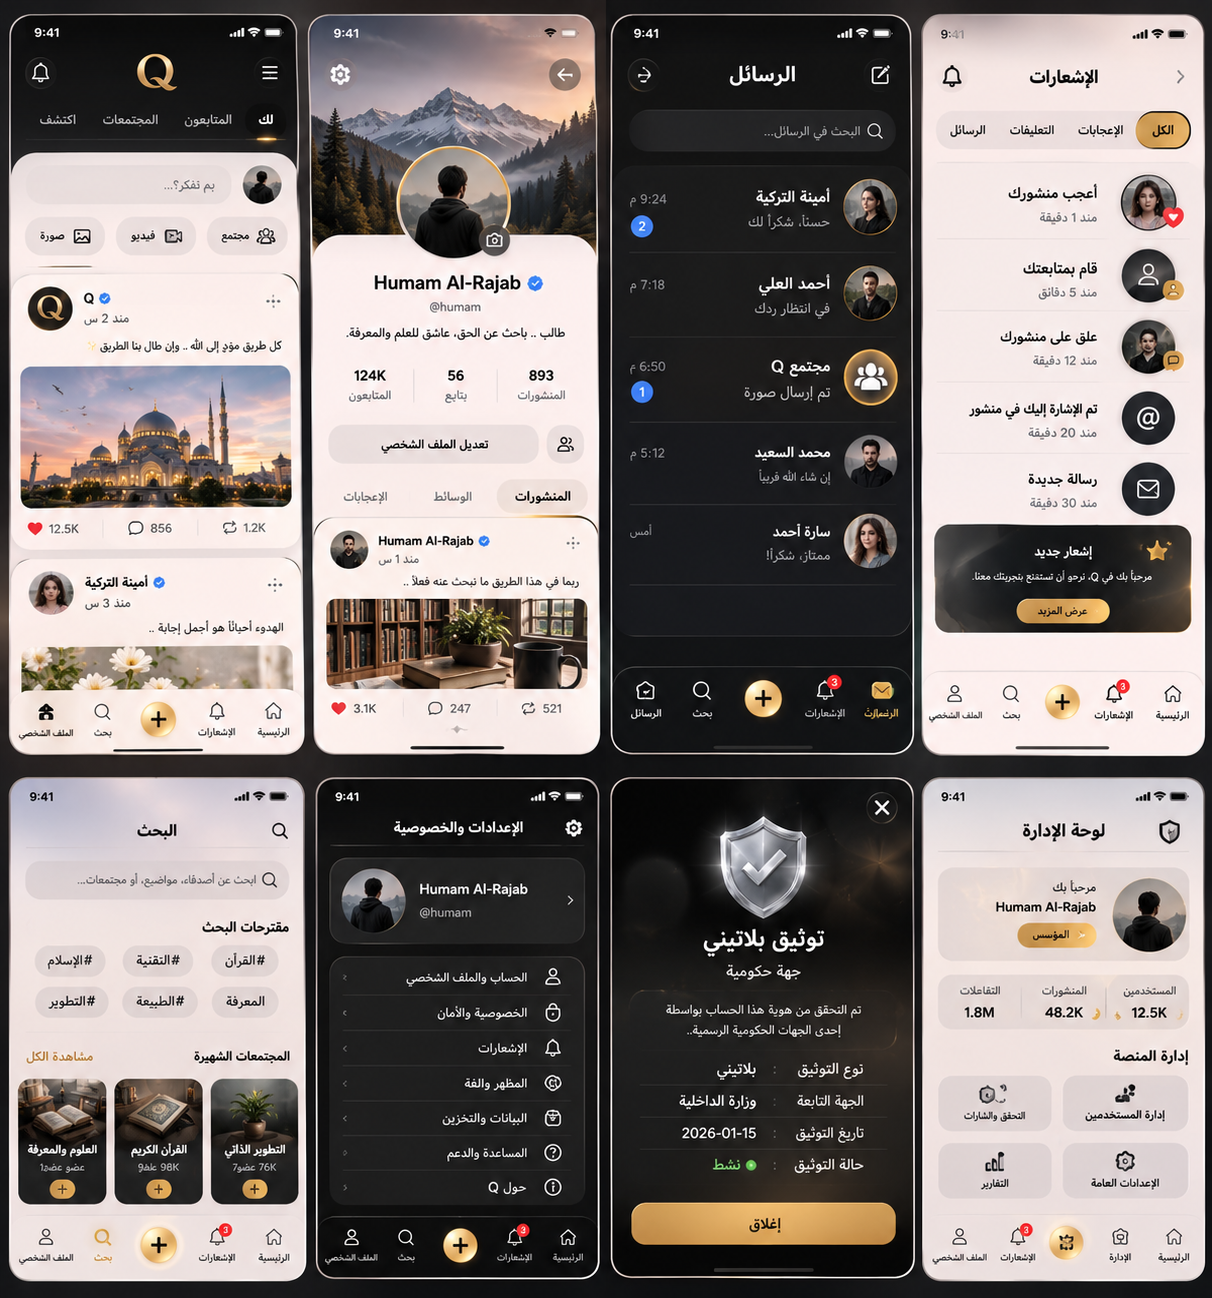 9:41
Q
لك
المتابعون
المجتمعات
اكتشف
بم تفكر؟...
مجتمع
فيديو
صورة
Q
Q
منذ 2 س
كل طريق مؤدٍ إلى الله .. وإن طال بنا الطريق
12.5K
856
1.2K
أمينة التركية
منذ 3 س
الهدوء أحيانًا هو أجمل إجابة ..
الرئيسية
الإشعارات
بحث
الملف الشخصي
9:41
Humam Al-Rajab
@humam
طالب .. باحث عن الحق، عاشق للعلم والمعرفة.
893
المنشورات
56
يتابع
124K
المتابعون
تعديل الملف الشخصي
المنشورات
الوسائط
الإعجابات
Humam Al-Rajab
منذ 1 س
ربما في هذا الطريق ما نبحث عنه فعلاً ..
3.1K
247
521
9:41
الرسائل
البحث في الرسائل...
أمينة التركية
9:24 م
حسناً، شكراً لك
2
أحمد العلي
7:18 م
في انتظار ردك
مجتمع Q
6:50 م
تم إرسال صورة
1
محمد السعيد
5:12 م
إن شاء الله قريباً
سارة أحمد
أمس
ممتاز، شكراً!
3
الإشعارات
بحث
الرسائل
9:41
الإشعارات
الكل
الإعجابات
التعليقات
الرسائل
أعجب منشورك
منذ 1 دقيقة
قام بمتابعتك
منذ 5 دقائق
علق على منشورك
منذ 12 دقيقة
تم الإشارة إليك في منشور
منذ 20 دقيقة
رسالة جديدة
منذ 30 دقيقة
إشعار جديد
مرحباً بك في Q، نرجو أن تستمتع بتجربتك معنا.
عرض المزيد
الرئيسية
3
الإشعارات
بحث
الملف الشخصي
9:41
البحث
ابحث عن أصدقاء، مواضيع، أو مجتمعات...
مقترحات البحث
#القرآن
#التقنية
#الإسلام
المعرفة
#الطبيعة
#التطوير
المجتمعات الشهيرة
مشاهدة الكل
التطوير الذاتي
76K
القرآن الكريم
98K
العلوم والمعرفة
الرئيسية
3
الإشعارات
بحث
الملف الشخصي
9:41
الإعدادات والخصوصية
Humam Al-Rajab
@humam
الحساب والملف الشخصي
الخصوصية والأمان
الإشعارات
المظهر والغة
البيانات والتخزين
المساعدة والدعم
حول Q
الرئيسية
3
الإشعارات
بحث
الملف الشخصي
توثيق بلاتيني
جهة حكومية
تم التحقق من هوية هذا الحساب بواسطة
إحدى الجهات الحكومية الرسمية..
نوع التوثيق : بلاتيني
الجهة التابعة : وزارة الداخلية
تاريخ التوثيق : 2026-01-15
حالة التوثيق : نشط
إغلاق
9:41
لوحة الإدارة
مرحباً بك
Humam Al-Rajab
المؤسس
المستخدمين
12.5K
المنشورات
48.2K
التفاعلات
1.8M
إدارة المنصة
إدارة المستخدمين
التحقق والشارات
الإعدادات العامة
التقارير
الرئيسية
الإدارة
3
الإشعارات
الملف الشخصي